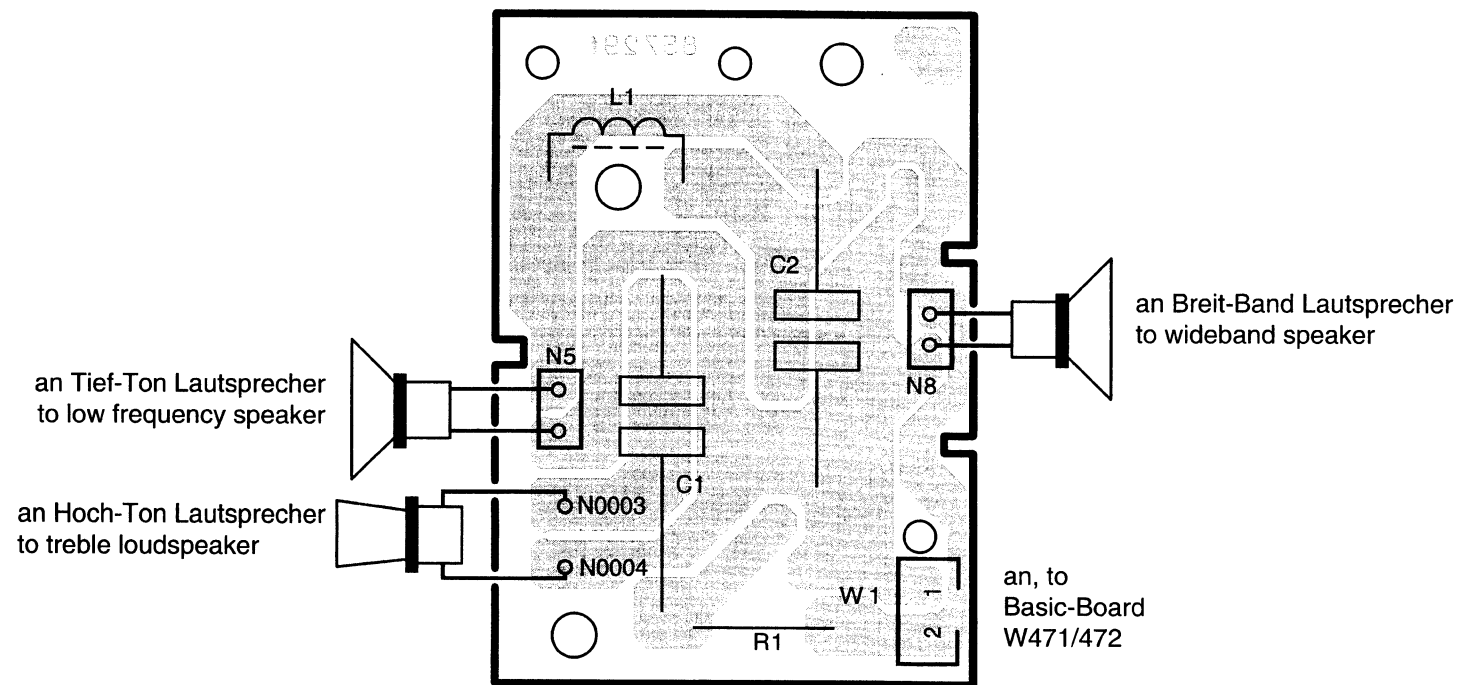 L1
C2
an Breit-Band Lautsprecher
to wideband speaker
N5
N8
an Tief-Ton Lautsprecher
to low frequency speaker
C1
N0003
an Hoch-Ton Lautsprecher
to treble loudspeaker
N0004
W1
1
2
an, to
Basic-Board
W471/472
R1